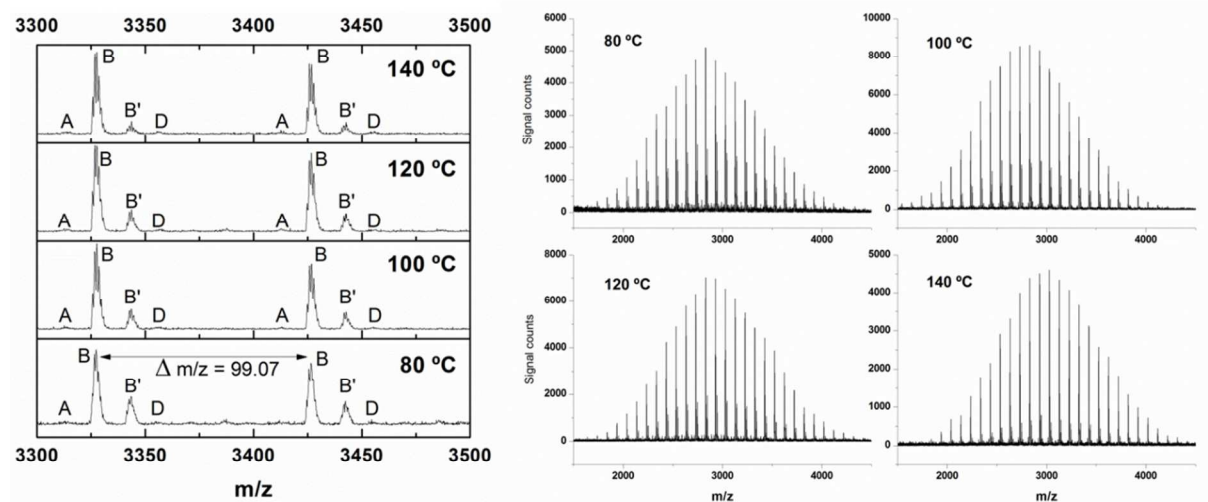 3300 3350 3400 3450 3500
B B 140 ºC
A B' D A B' D
B B 120 ºC
A B' D A B' D
B B 100 ºC
A B' D A B' D
B Δ m/z = 99.07 B 80 ºC
A B' D A B' D
3300 3350 3400 3450 3500
m/z
80 ºC
Signal counts
6000
5000
4000
3000
2000
1000
0
2000 3000 4000
100 ºC
10000
8000
6000
4000
2000
0
2000 3000 4000
120 ºC
Signal counts
8000
6000
4000
2000
0
2000 3000 4000
m/z
140 ºC
5000
4000
3000
2000
1000
0
2000 3000 4000
m/z